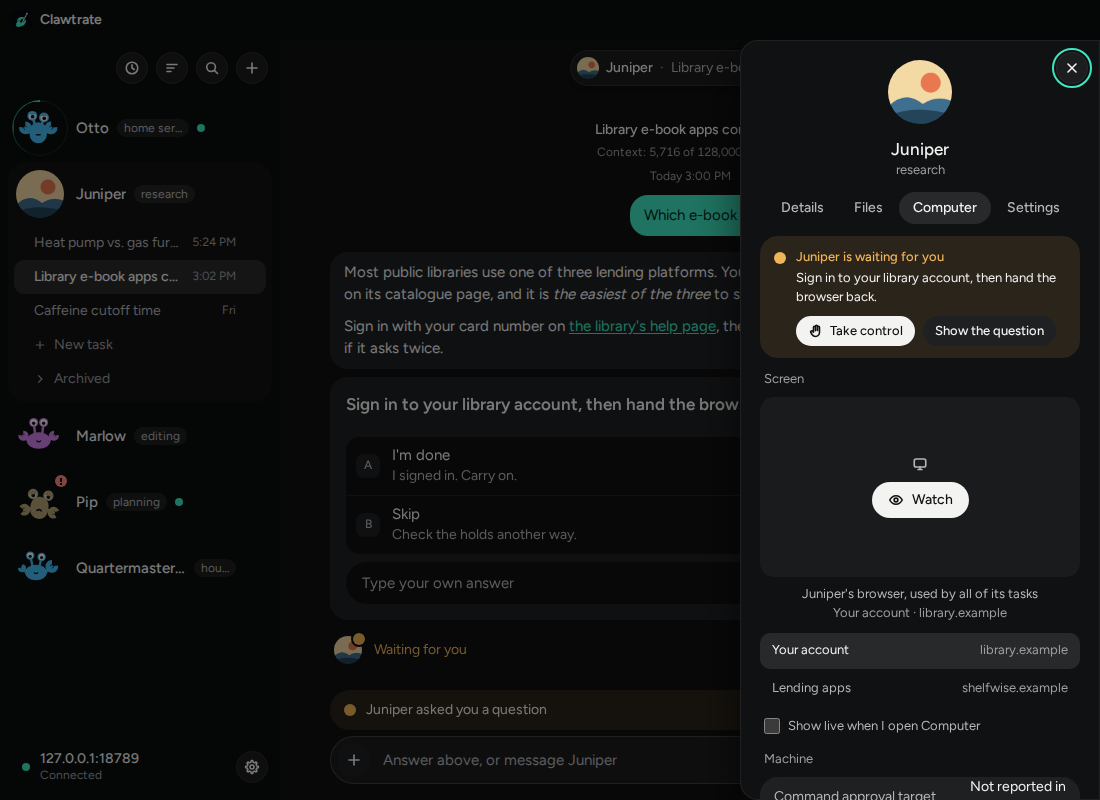 Clawtrate
Otto
home ser...
Juniper
research
Heat pump vs. gas fur...
5:24 PM
Library e-book apps c...
3:02 PM
Caffeine cutoff time
Fri
New task
Archived
Marlow
editing
Pip
planning
Quartermaster...
hou...
127.0.0.1:18789
Connected
Juniper · Library e-bo
Library e-book apps co
Context: 5,716 of 128,000
Today 3:00 PM
Which e-book
Most public libraries use one of three lending platforms. You
on its catalogue page, and it is the easiest of the three to s
Sign in with your card number on the library's help page, the
if it asks twice.
Sign in to your library account, then hand the brow
A
I'm done
I signed in. Carry on.
B
Skip
Check the holds another way.
Type your own answer
Waiting for you
Juniper asked you a question
Answer above, or message Juniper
Juniper
research
Details
Files
Computer
Settings
Juniper is waiting for you
Sign in to your library account, then hand the
browser back.
Take control
Show the question
Screen
Watch
Juniper's browser, used by all of its tasks
Your account · library.example
Your account
library.example
Lending apps
shelfwise.example
Show live when I open Computer
Machine
Command approval target
Not reported in